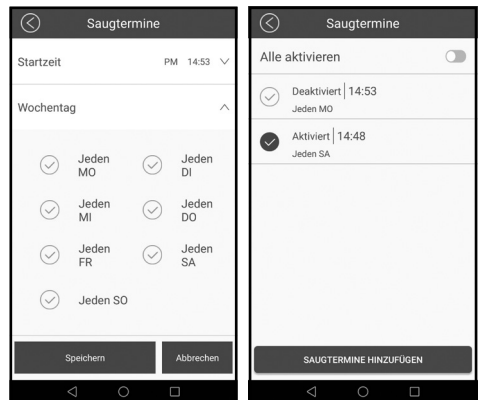 Saugtermine
Startzeit PM 14:53
Wochentag
Jeden MO
Jeden DI
Jeden MI
Jeden DO
Jeden FR
Jeden SA
Jeden SO
Speichern Abbrechen
Saugtermine
Alle aktivieren
Deaktiviert | 14:53
Jeden MO
Aktiviert | 14:48
Jeden SA
SAUGTERMINE HINZUFÜGEN